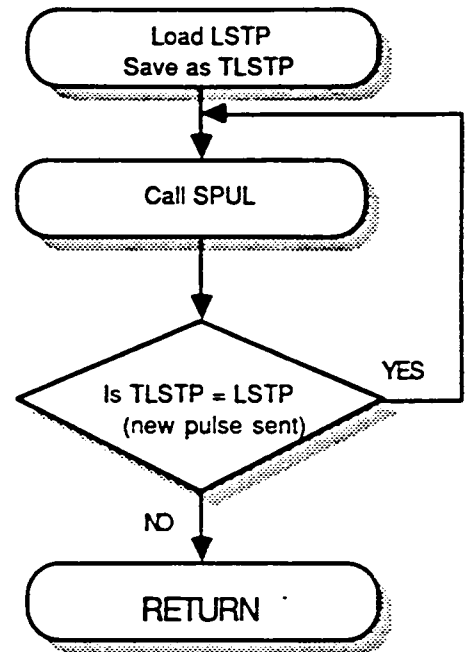 Load LSTP
Save as TLSTP
Call SPUL
YES
Is TLSTP = LSTP
(new pulse sent)
NO
RETURN